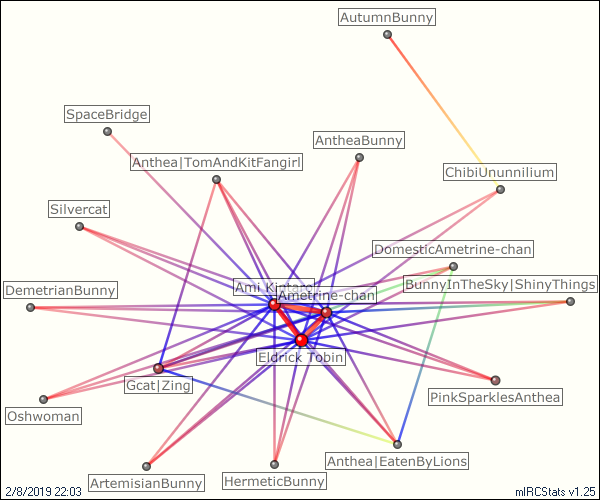 AutumnBunny
SpaceBridge
AntheaBunny
Anthea|TomAndKitFangirl
ChibiUnunnilium
Silvercat
DomesticAmetrine-chan
BunnyInTheSky|ShinyThings
Ami Kintaro
Ametrine-chan
DemetrianBunny
Eldrick Tobin
Gcat|Zing
PinkSparklesAnthea
Oshwoman
Anthea|EatenByLions
ArtemisianBunny
HermeticBunny
2/8/2019 22:03
mIRCStats v1.25